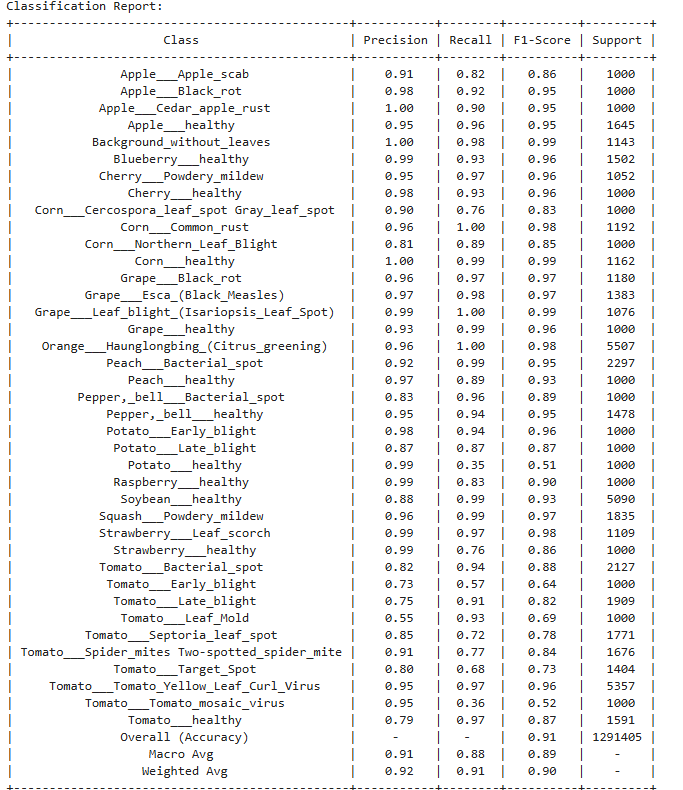 Classification Report:
+---------------------------------------------+-----------+--------+----------+---------+
| Class | Precision | Recall | F1-Score | Support |
+---------------------------------------------+-----------+--------+----------+---------+
| Apple___Apple_scab | 0.91 | 0.82 | 0.86 | 1000 |
| Apple___Black_rot | 0.98 | 0.92 | 0.95 | 1000 |
| Apple___Cedar_apple_rust | 1.00 | 0.90 | 0.95 | 1000 |
| Apple___healthy | 0.95 | 0.96 | 0.95 | 1645 |
| Background_without_leaves | 1.00 | 0.98 | 0.99 | 1143 |
| Blueberry___healthy | 0.99 | 0.93 | 0.96 | 1502 |
| Cherry___Powdery_mildew | 0.95 | 0.97 | 0.96 | 1052 |
| Cherry___healthy | 0.98 | 0.93 | 0.96 | 1000 |
| Corn___Cercospora_leaf_spot Gray_leaf_spot | 0.90 | 0.76 | 0.83 | 1000 |
| Corn___Common_rust | 0.96 | 1.00 | 0.98 | 1192 |
| Corn___Northern_Leaf_Blight | 0.81 | 0.89 | 0.85 | 1000 |
| Corn___healthy | 1.00 | 0.99 | 0.99 | 1162 |
| Grape___Black_rot | 0.96 | 0.97 | 0.97 | 1180 |
| Grape___Esca_(Black_Measles) | 0.97 | 0.98 | 0.97 | 1383 |
| Grape___Leaf_blight_(Isariopsis_Leaf_Spot) | 0.99 | 1.00 | 0.99 | 1076 |
| Grape___healthy | 0.93 | 0.99 | 0.96 | 1000 |
| Orange___Haunglongbing_(Citrus_greening) | 0.96 | 1.00 | 0.98 | 5507 |
| Peach___Bacterial_spot | 0.92 | 0.99 | 0.95 | 2297 |
| Peach___healthy | 0.97 | 0.89 | 0.93 | 1000 |
| Pepper,_bell___Bacterial_spot | 0.83 | 0.96 | 0.89 | 1000 |
| Pepper,_bell___healthy | 0.95 | 0.94 | 0.95 | 1478 |
| Potato___Early_blight | 0.98 | 0.94 | 0.96 | 1000 |
| Potato___Late_blight | 0.87 | 0.87 | 0.87 | 1000 |
| Potato___healthy | 0.99 | 0.35 | 0.51 | 1000 |
| Raspberry___healthy | 0.99 | 0.83 | 0.90 | 1000 |
| Soybean___healthy | 0.88 | 0.99 | 0.93 | 5090 |
| Squash___Powdery_mildew | 0.96 | 0.99 | 0.97 | 1835 |
| Strawberry___Leaf_scorch | 0.99 | 0.97 | 0.98 | 1109 |
| Strawberry___healthy | 0.99 | 0.76 | 0.86 | 1000 |
| Tomato___Bacterial_spot | 0.82 | 0.94 | 0.88 | 2127 |
| Tomato___Early_blight | 0.73 | 0.57 | 0.64 | 1000 |
| Tomato___Late_blight | 0.75 | 0.91 | 0.82 | 1909 |
| Tomato___Leaf_Mold | 0.55 | 0.93 | 0.69 | 1000 |
| Tomato___Septoria_leaf_spot | 0.85 | 0.72 | 0.78 | 1771 |
| Tomato___Spider_mites Two-spotted_spider_mite | 0.91 | 0.77 | 0.84 | 1676 |
| Tomato___Target_Spot | 0.80 | 0.68 | 0.73 | 1404 |
| Tomato___Tomato_Yellow_Leaf_Curl_Virus | 0.95 | 0.97 | 0.96 | 5357 |
| Tomato___Tomato_mosaic_virus | 0.95 | 0.36 | 0.52 | 1000 |
| Tomato___healthy | 0.79 | 0.97 | 0.87 | 1591 |
| Overall (Accuracy) | - | - | 0.91 | 1291405 |
| Macro Avg | 0.91 | 0.88 | 0.89 | - |
| Weighted Avg | 0.92 | 0.91 | 0.90 | - |
+---------------------------------------------+-----------+--------+----------+---------+